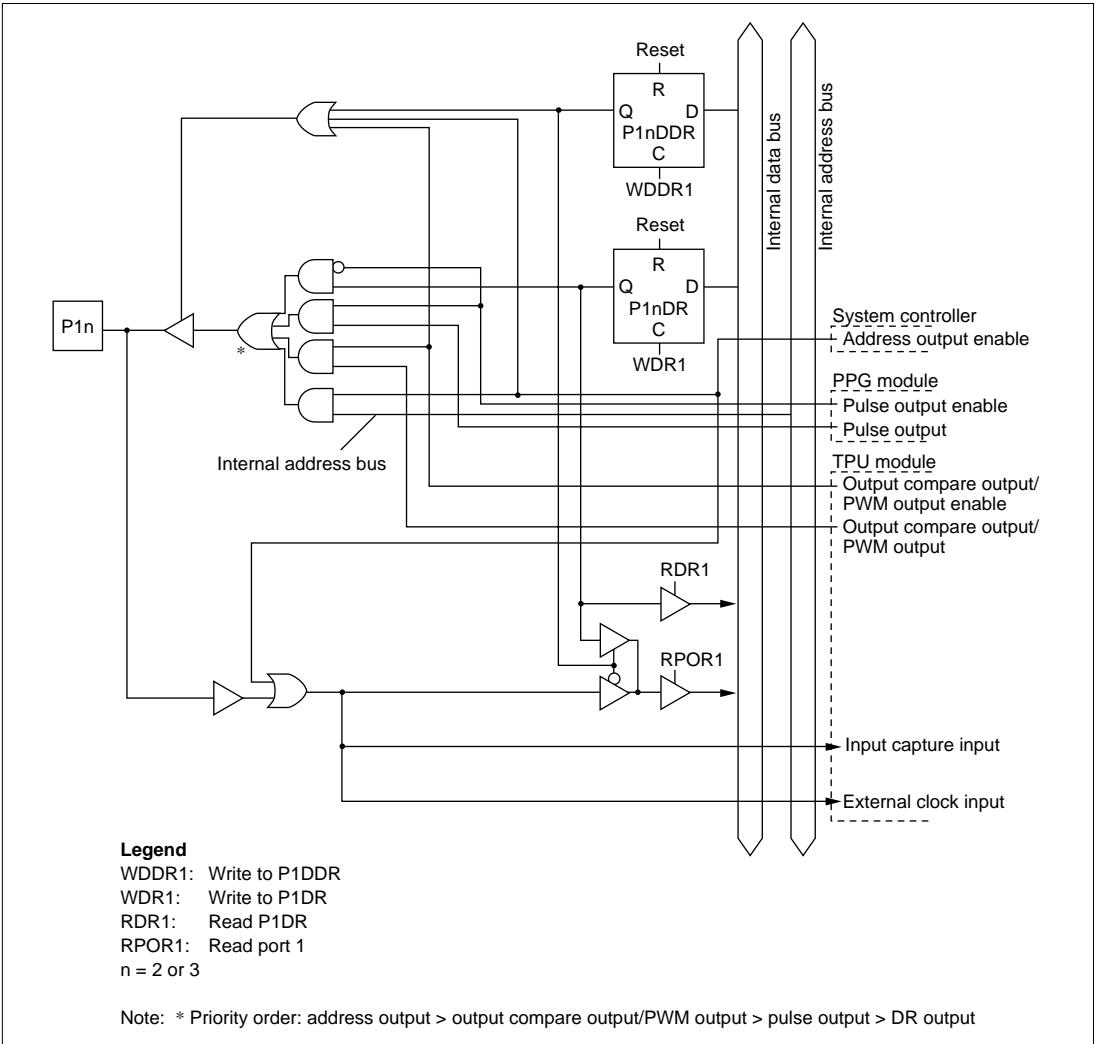 Reset
R
Q D
P1nDDR
C
WDDR1
Reset
R
Q D
P1nDR
C
WDR1
Internal data bus
Internal address bus
P1n
*
Internal address bus
System controller
Address output enable
PPG module
Pulse output enable
Pulse output
TPU module
Output compare output/
PWM output enable
Output compare output/
PWM output
RDR1
RPOR1
Input capture input
External clock input
Legend
WDDR1: Write to P1DDR
WDR1: Write to P1DR
RDR1: Read P1DR
RPOR1: Read port 1
n = 2 or 3
Note: * Priority order: address output > output compare output/PWM output > pulse output > DR output